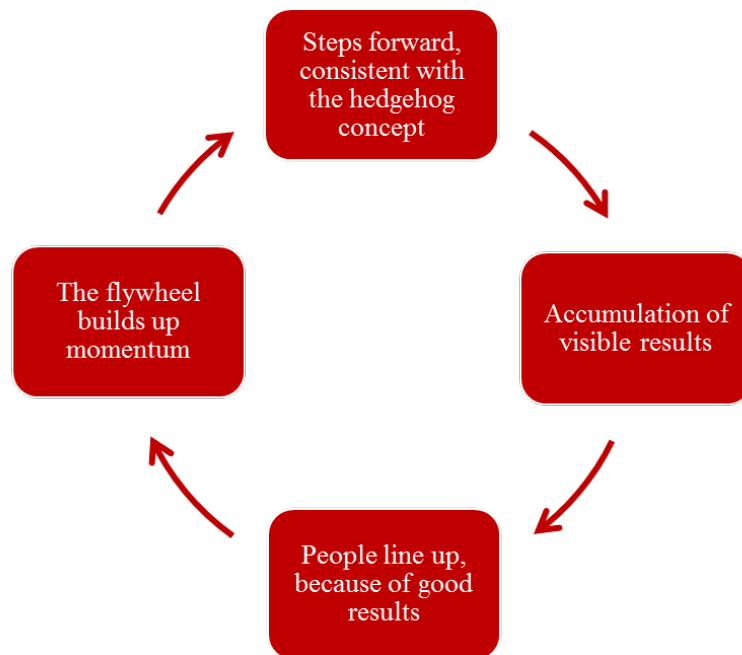 Steps forward,
consistent with
the hedgehog
concept
Accumulation of
visible results
People line up,
because of good
results
The flywheel
builds up
momentum